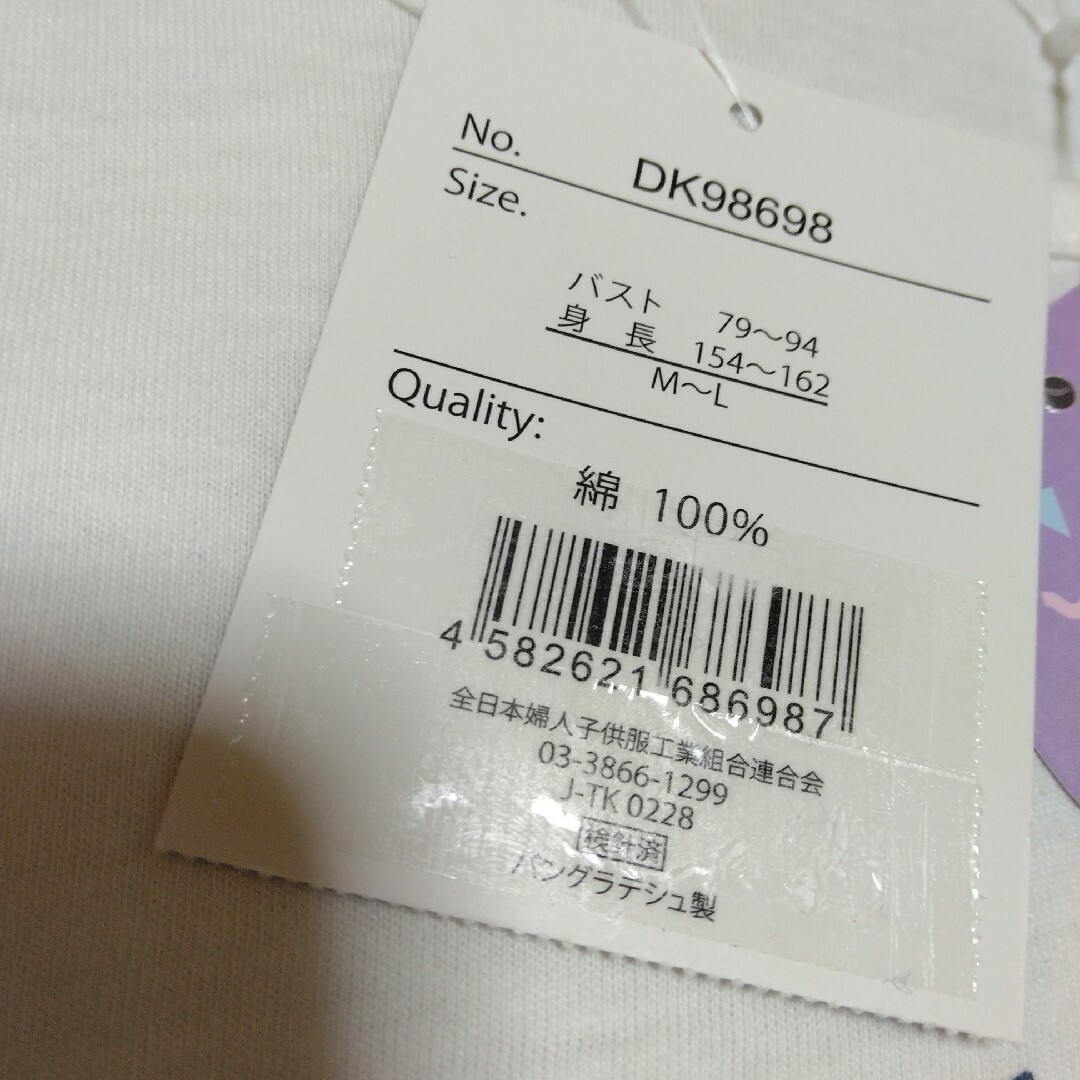 No. DK98698
Size.
バスト 79〜94
身 長 154〜162
M〜L
Quality:
綿 100%
4 582621 686987
全日本婦人子供服工業組合連合会
03-3866-1299
J-TK 0228
検針済
バングラデシュ製